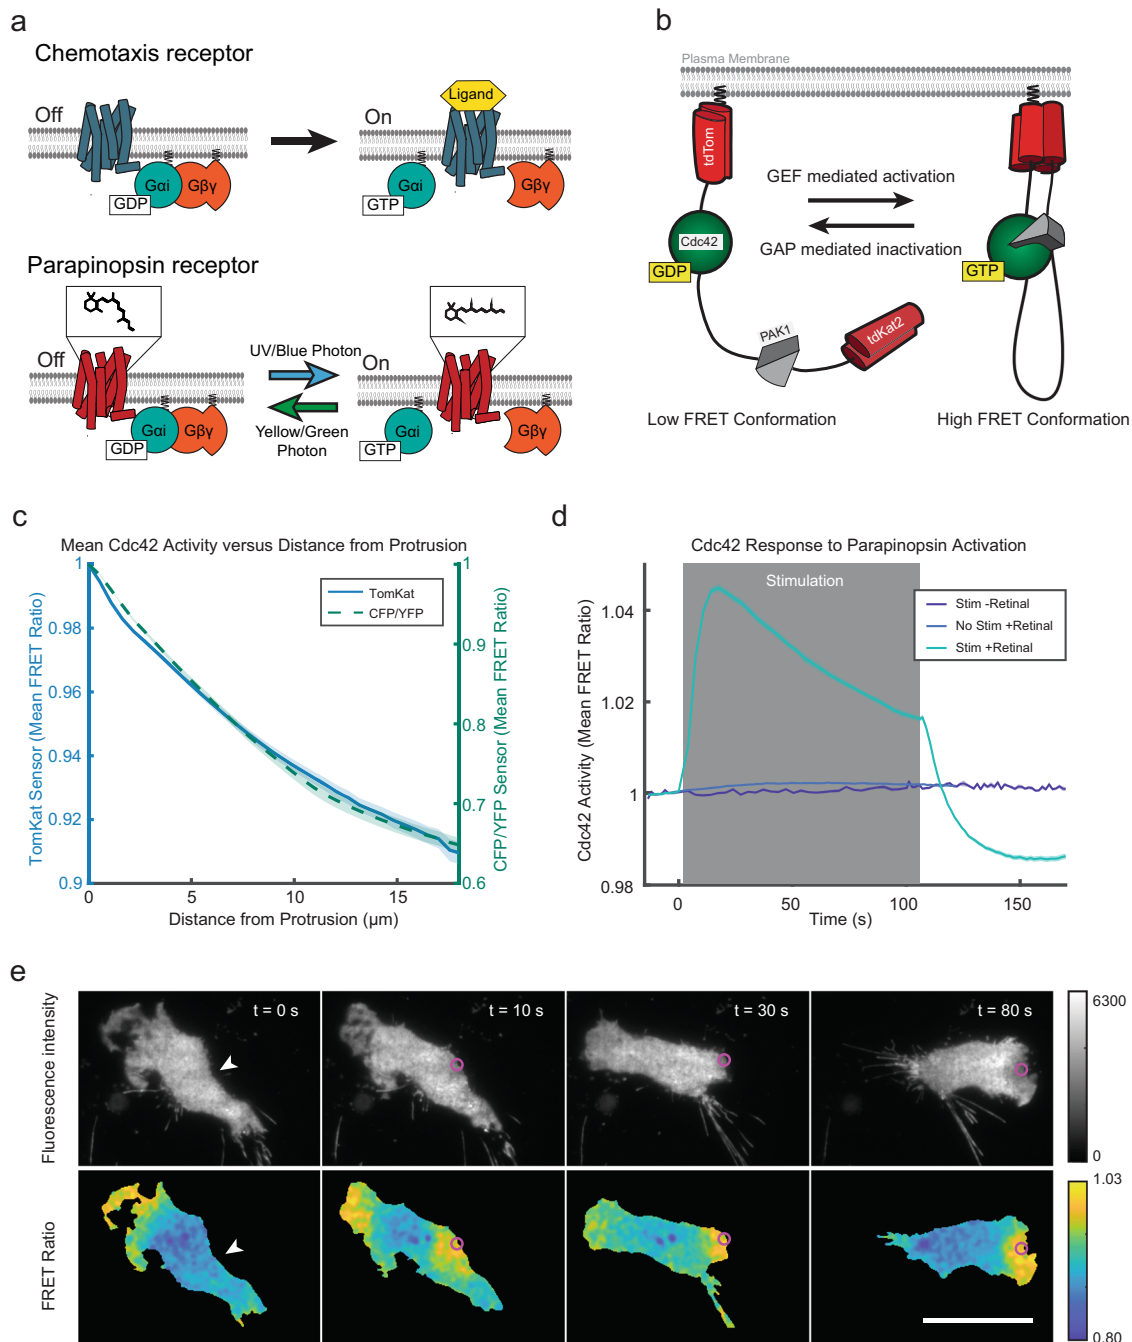 a
Chemotaxis receptor
Off
On
Ligand
Gαi
Gβγ
GDP
Gαi
Gβγ
GTP
Parapinopsin receptor
Off
UV/Blue Photon
On
Yellow/Green
Photon
Gαi
Gβγ
GDP
Gαi
Gβγ
GTP
b
Plasma Membrane
tdTom
GEF mediated activation
GAP mediated inactivation
Cdc42
GDP
GTP
PAK1
tdKat2
Low FRET Conformation
High FRET Conformation
c
Mean Cdc42 Activity versus Distance from Protrusion
TomKat Sensor (Mean FRET Ratio)
1
0.98
0.96
0.94
0.92
0.9
TomKat
CFP/YFP
1
0.9
0.8
0.7
0.6
CFP/YFP Sensor (Mean FRET Ratio)
0
5
10
15
Distance from Protrusion (μm)
d
Cdc42 Response to Parapinopsin Activation
Stimulation
Stim -Retinal
No Stim +Retinal
Stim +Retinal
Cdc42 Activity (Mean FRET Ratio)
1.04
1.02
1
0.98
0
50
100
150
Time (s)
e
Fluorescence intensity
t = 0 s
t = 10 s
t = 30 s
t = 80 s
6300
0
FRET Ratio
1.03
0.80